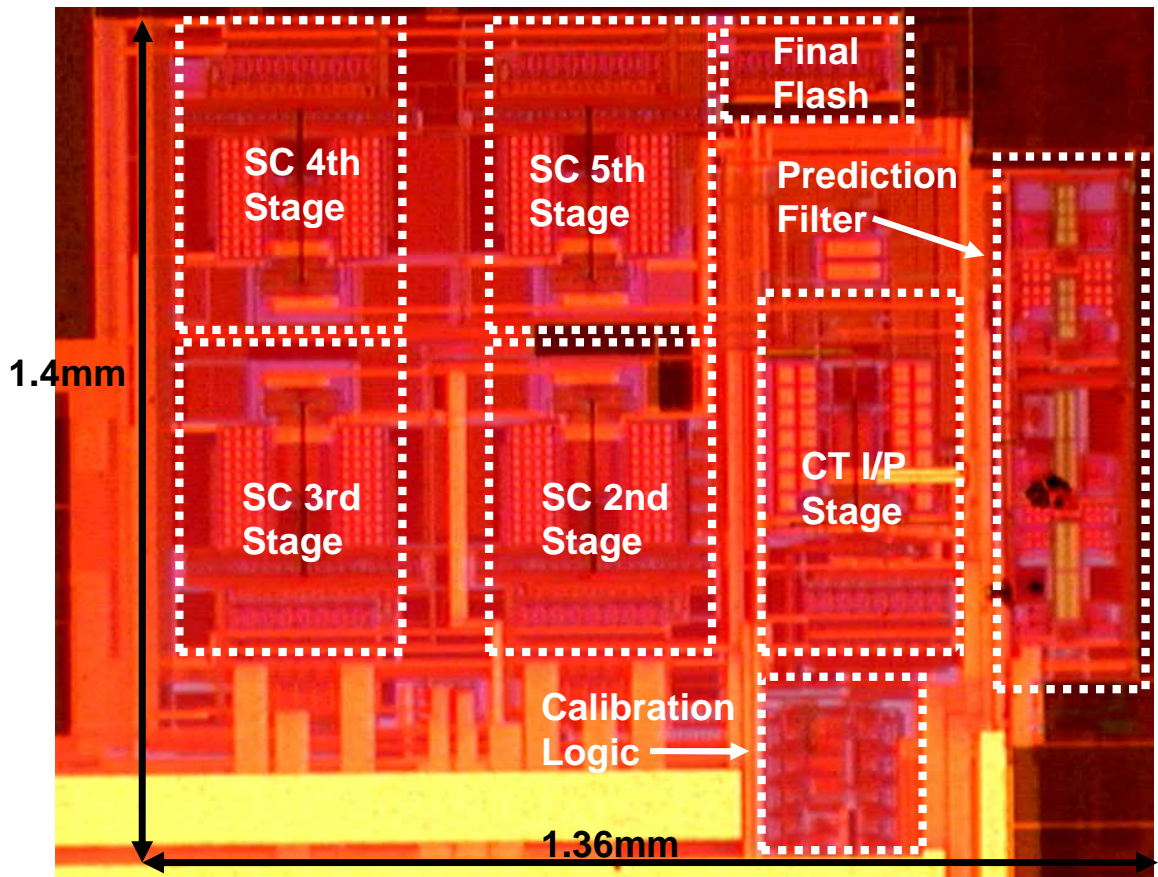 Final
Flash
SC 4th
Stage
SC 5th
Stage
Prediction
Filter
1.4mm
SC 3rd
Stage
SC 2nd
Stage
CT I/P
Stage
Calibration
Logic
1.36mm